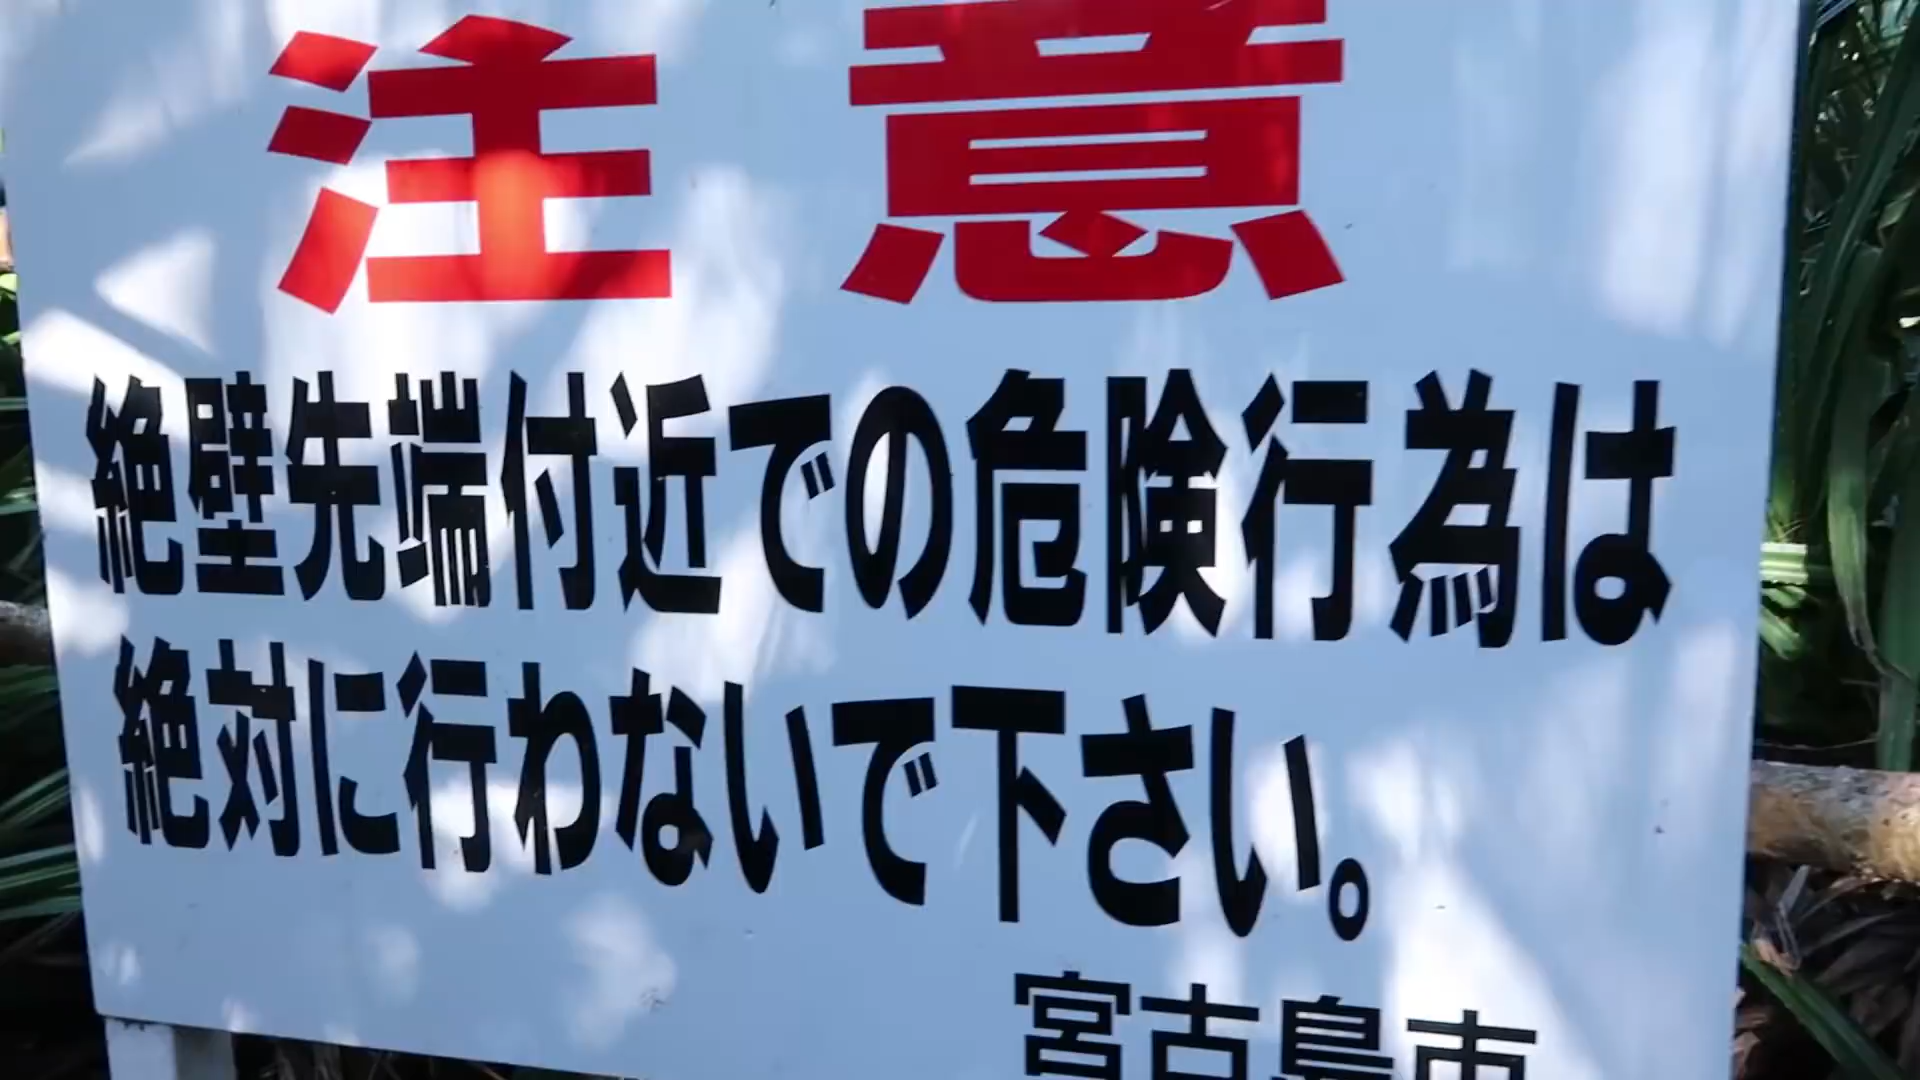 注意
絶壁先端付近での危険行為は
絶対に行わないで下さい。
宮古島市